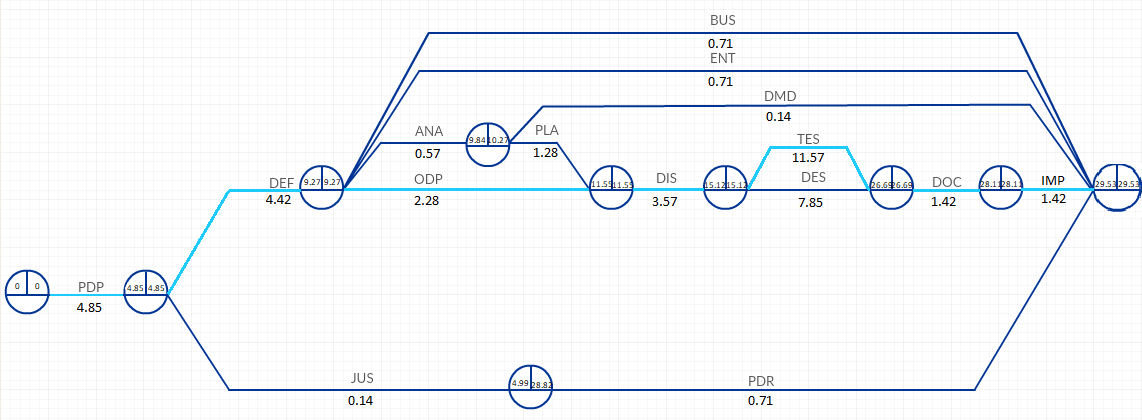 BUS
0.71
ENT
0.71
DMD
0.14
ANA
0.57
9.84 10.27
PLA
1.28
TES
11.57
DEF
4.42
9.27 9.27
ODP
2.28
11.55 11.55
DIS
3.57
15.12 15.12
DES
7.85
26.69 26.69
DOC
1.42
28.11 28.11
IMP
1.42
29.53 29.53
0 0
PDP
4.85
4.85 4.85
JUS
0.14
4.99 28.82
PDR
0.71